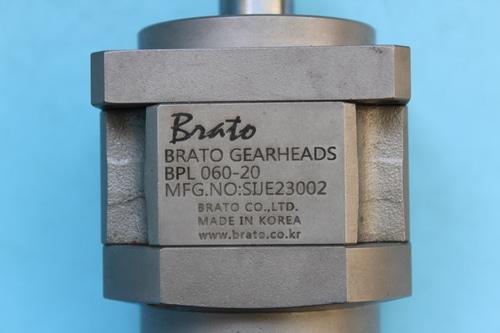 Brato
BRATO GEARHEADS
BPL 060-20
MFG.NO:SIJE23002
BRATO CO.,LTD.
MADE IN KOREA
www.brato.co.kr